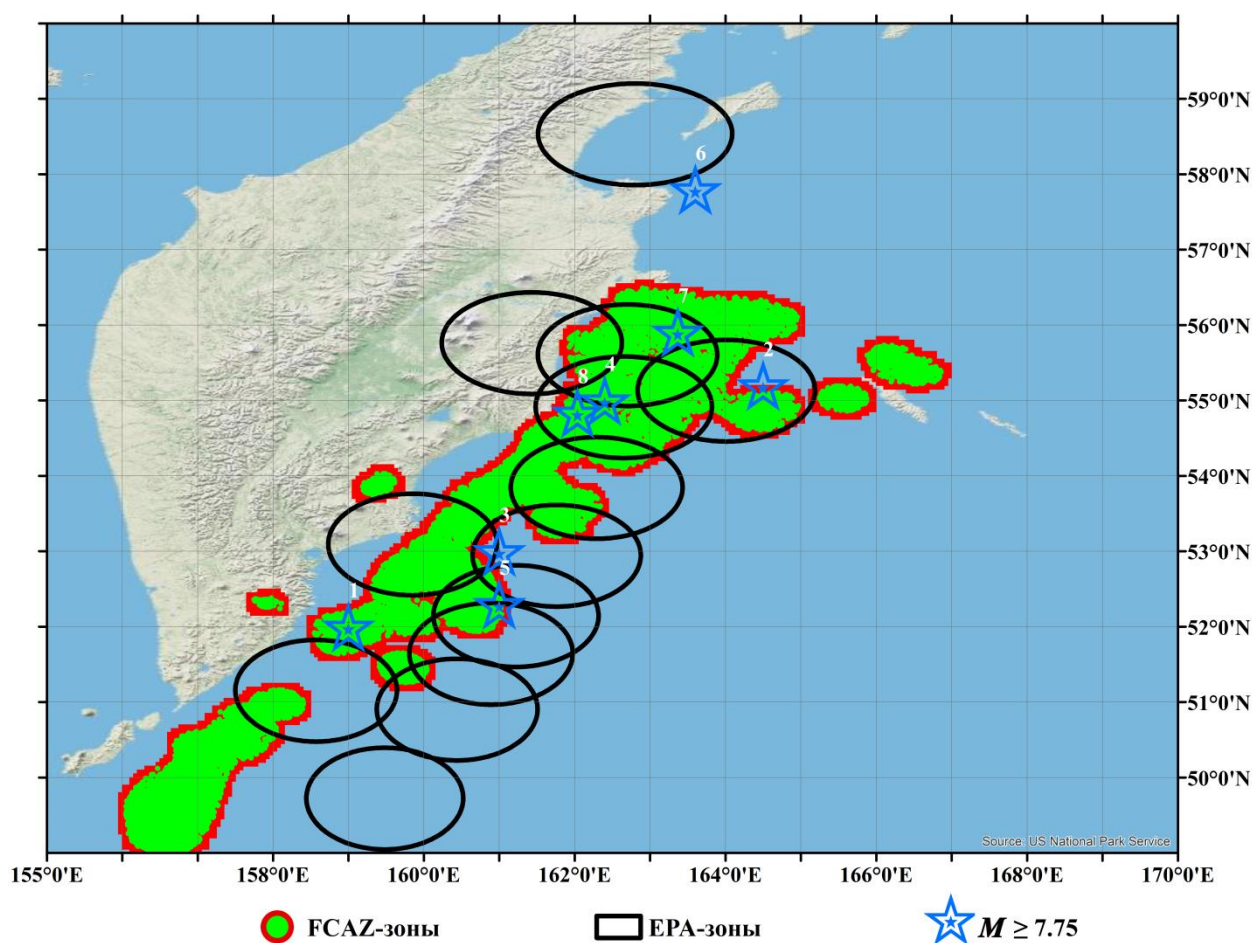 59°0'N
6
58°0'N
57°0'N
7
56°0'N
2
4
8
55°0'N
54°0'N
3
53°0'N
5
1
52°0'N
51°0'N
50°0'N
Source: US National Park Service
155°0'E 158°0'E 160°0'E 162°0'E 164°0'E 166°0'E 168°0'E 170°0'E
FCAZ-зоны EPA-зоны M ≥ 7.75